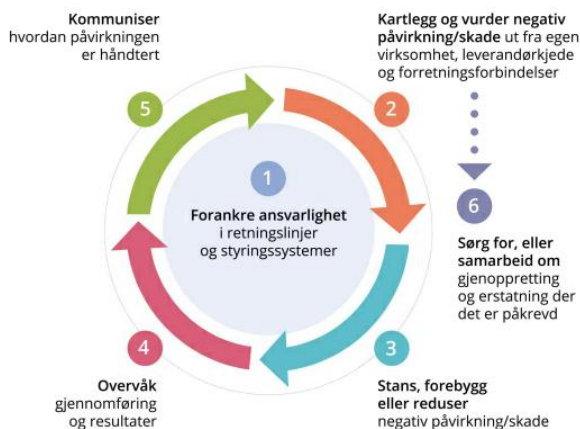 1
Forankre ansvarlighet
i retningslinjer
og styringssystemer
2
Kartlegg og vurder negativ
påvirkning/skade ut fra egen
virksomhet, leverandørkjede
og forretningsforbindelser
3
Stans, forebygg
eller reduser
negativ påvirkning/skade
4
Overvåk
gjennomføring
og resultater
5
Kommuniser
hvordan påvirkningen
er håndtert
6
Sørg for, eller
samarbeid om
gjenoppretting
og erstatning der
det er påkrevd